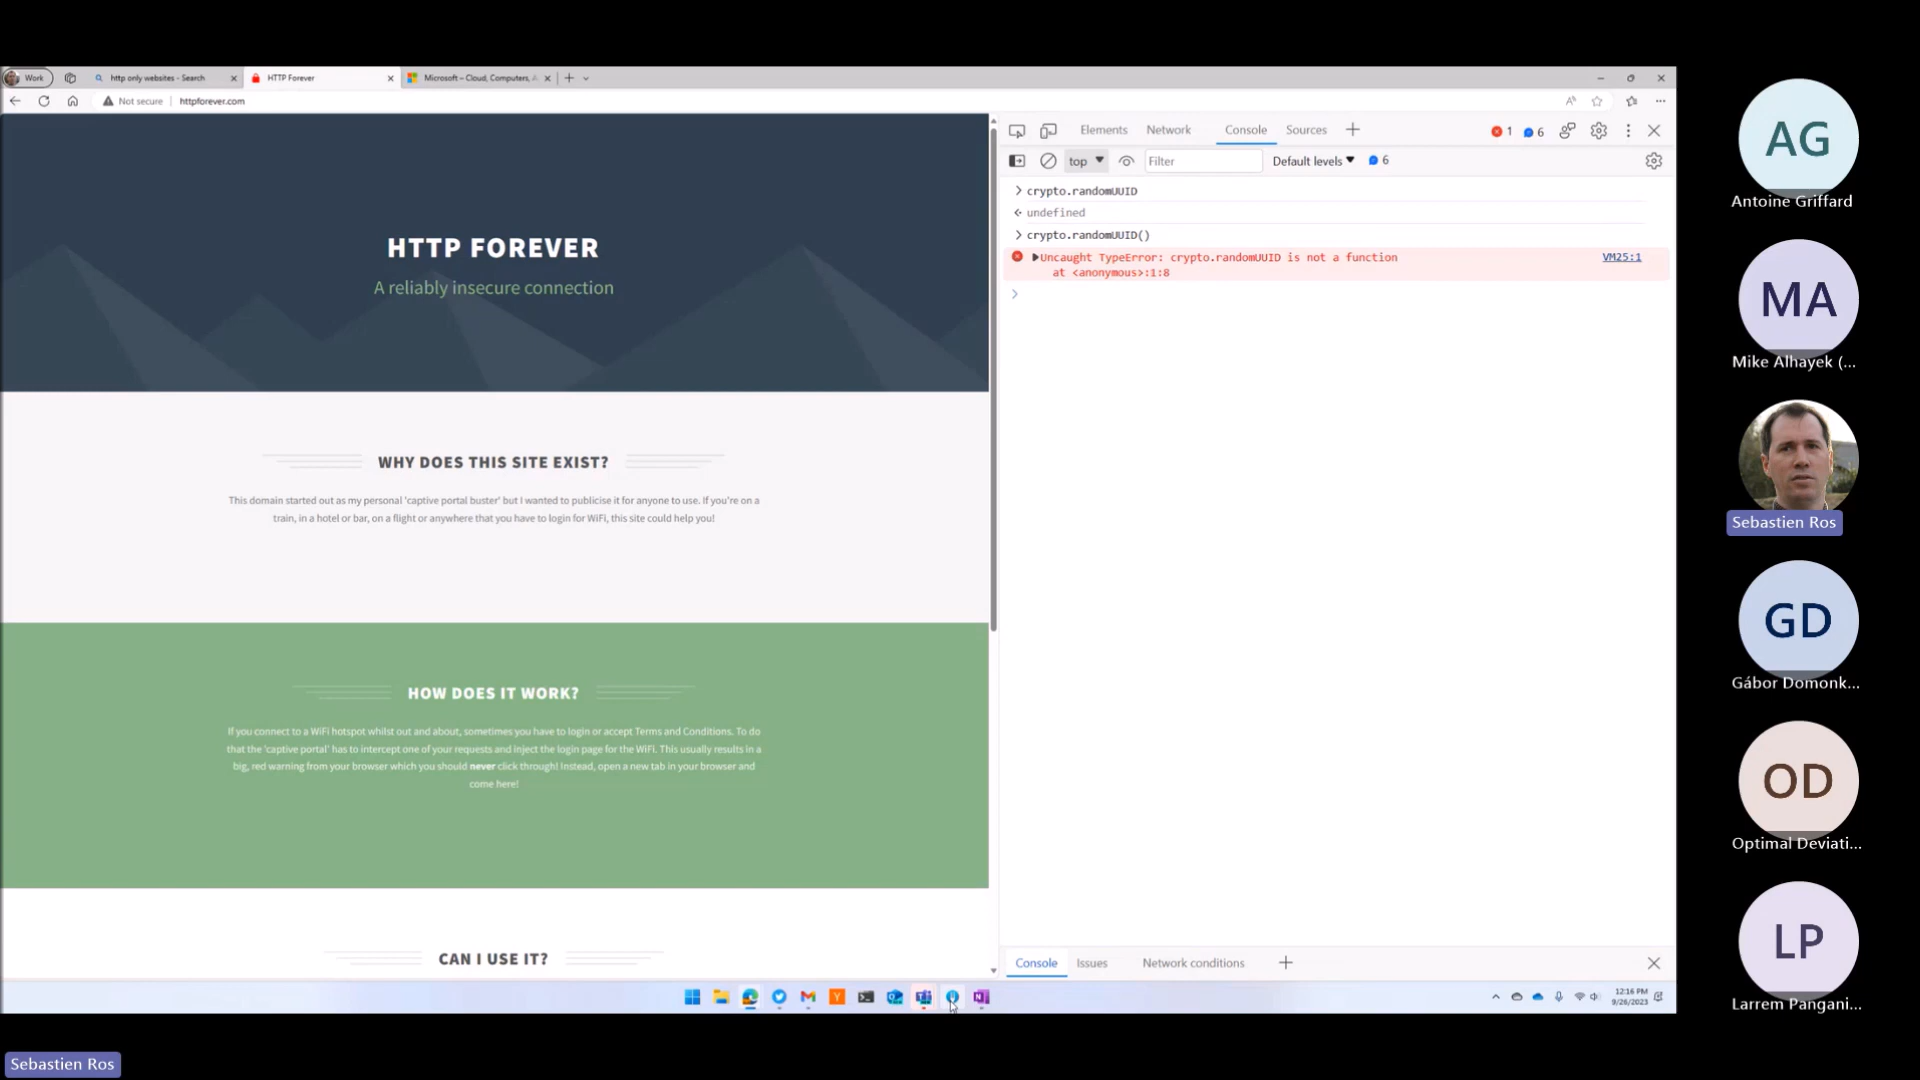 Work
http only websites - Search
HTTP Forever
Microsoft – Cloud, Computers, A
Not secure
httpforever.com
HTTP FOREVER
A reliably insecure connection
WHY DOES THIS SITE EXIST?
This domain started out as my personal 'captive portal buster' but I wanted to publicise it for anyone to use. If you're on a
train, in a hotel or bar, on a flight or anywhere that you have to login for WiFi, this site could help you!
HOW DOES IT WORK?
If you connect to a WiFi hotspot whilst out and about, sometimes you have to login or accept Terms and Conditions. To do
that the 'captive portal' has to intercept one of your requests and inject the login page for the WiFi. This usually results in a
big, red warning from your browser which you should never click through! Instead, open a new tab in your browser and
come here!
CAN I USE IT?
Elements
Network
Console
Sources
1
6
top
Filter
Default levels
6
crypto.randomUUID
undefined
crypto.randomUUID()
Uncaught TypeError: crypto.randomUUID is not a function
VM25:1
at <anonymous>:1:8
Console
Issues
Network conditions
12:16 PM
9/26/2023
AG
Antoine Griffard
MA
Mike Alhayek (...
Sebastien Ros
GD
Gábor Domonk...
OD
Optimal Deviati...
LP
Larrem Pangani...
Sebastien Ros